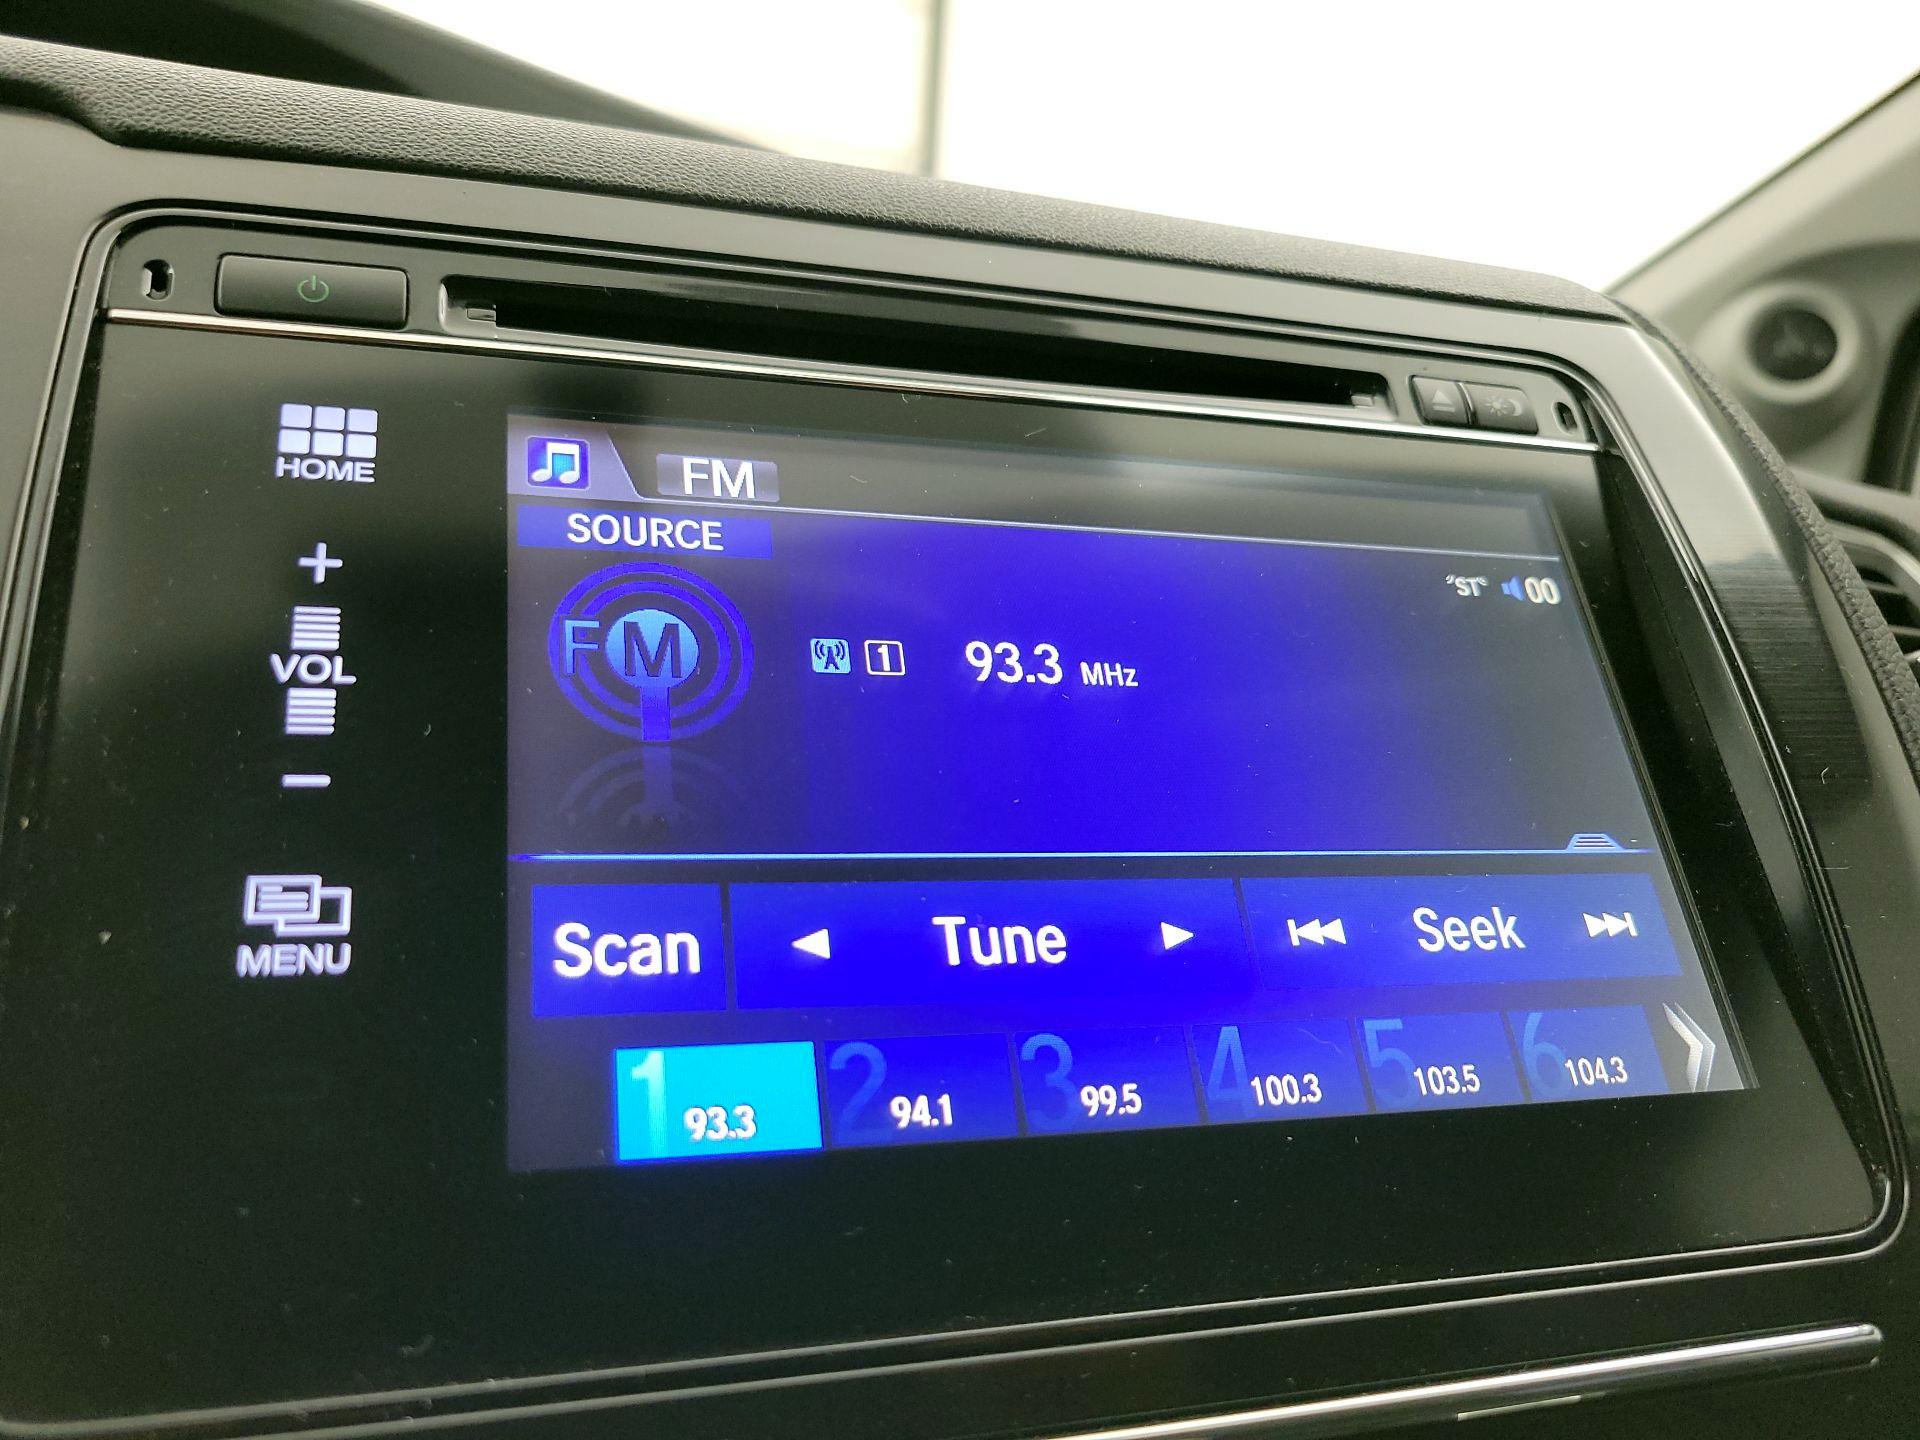 HOME
+
VOL
−
MENU
FM
SOURCE
"ST" 00
FM
1 93.3 MHz
Scan
Tune
Seek
1 93.3
2 94.1
3 99.5
4 100.3
5 103.5
6 104.3